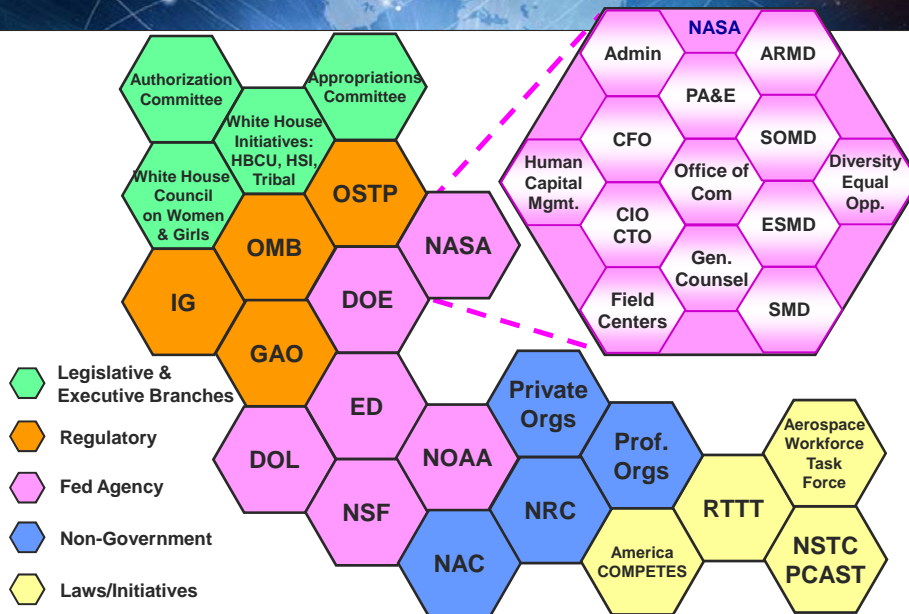 Authorization
Committee
Appropriations
Committee
White House
Initiatives:
HBCU, HSI,
Tribal
White House
Council
on Women
& Girls
OSTP
OMB
NASA
IG
DOE
GAO
ED
DOL
NOAA
NSF
Private
Orgs
Prof.
Orgs
NRC
NAC
America
COMPETES
RTTT
Aerospace
Workforce
Task
Force
NSTC
PCAST
NASA
Admin
ARMD
PA&E
CFO
SOMD
Human
Capital
Mgmt.
Office of
Com
Diversity
Equal
Opp.
CIO
CTO
ESMD
Gen.
Counsel
Field
Centers
SMD
Legislative &
Executive Branches
Regulatory
Fed Agency
Non-Government
Laws/Initiatives